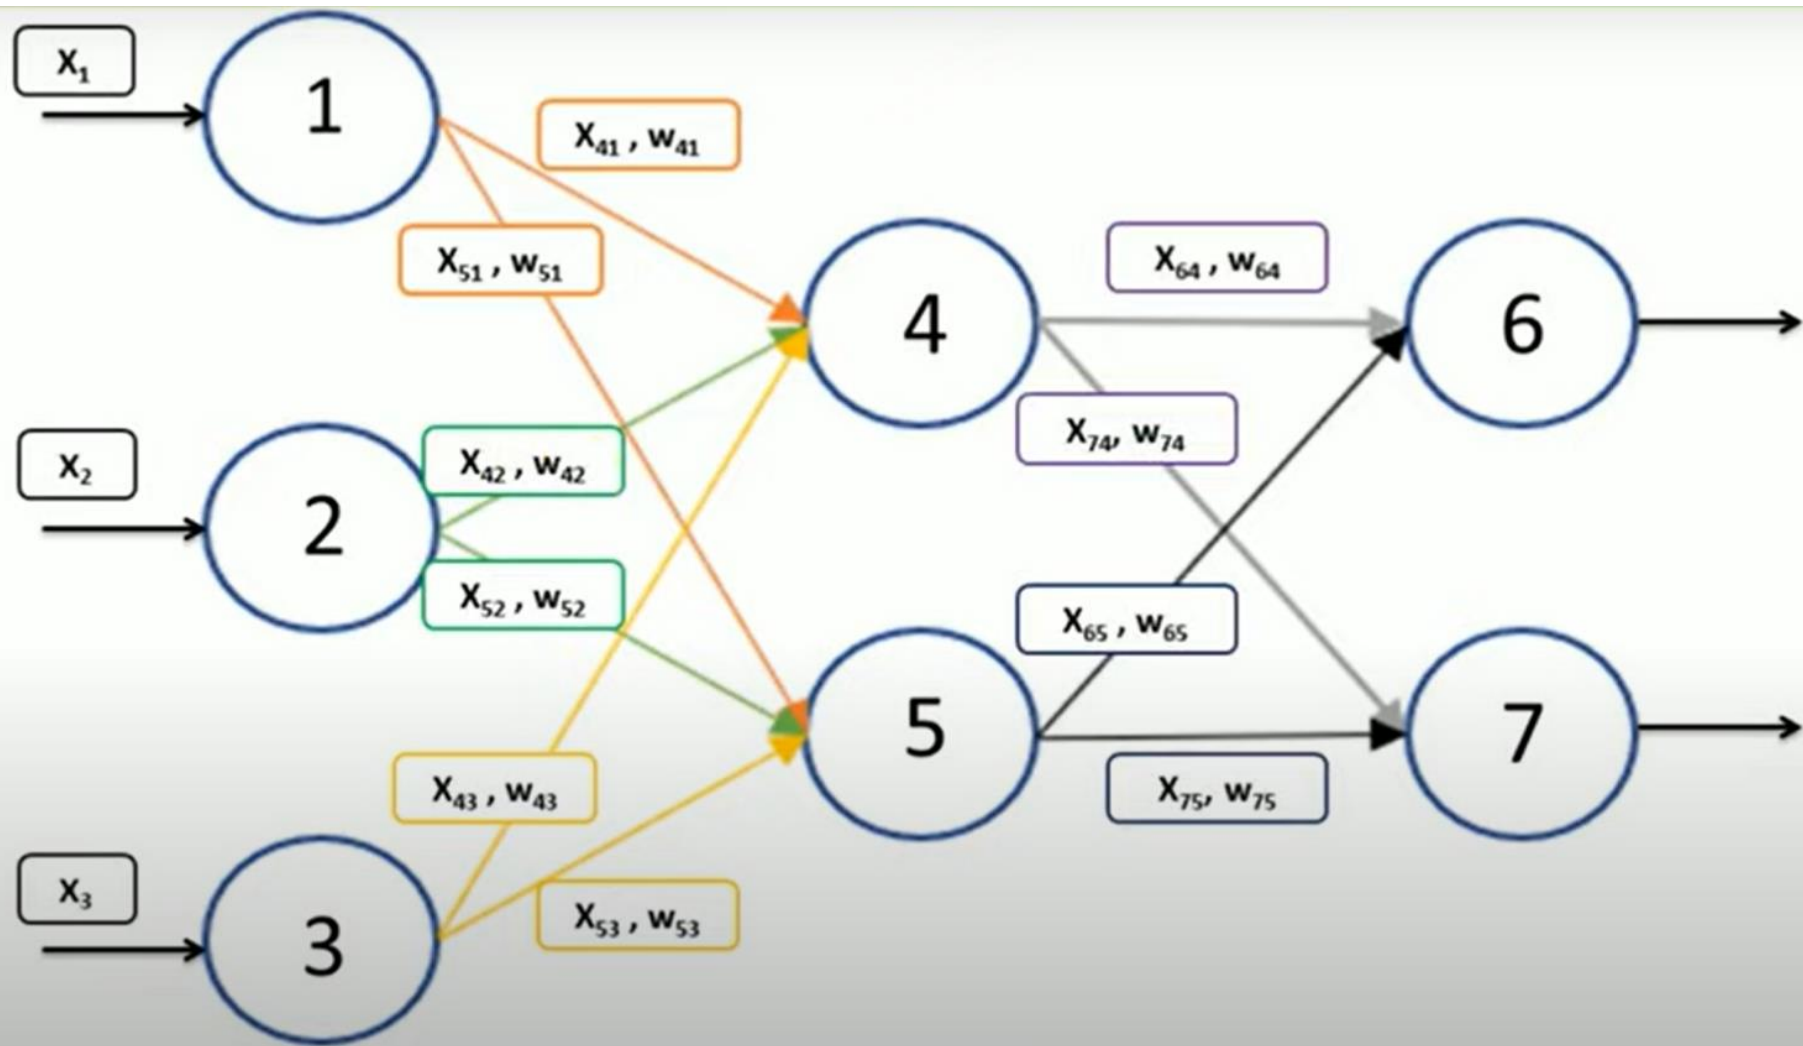 X₁
1
X₄₁ , w₄₁
X₅₁ , w₅₁
4
X₆₄ , w₆₄
6
X₇₄, w₇₄
X₂
2
X₄₂ , w₄₂
X₅₂ , w₅₂
X₆₅ , w₆₅
5
7
X₇₅, w₇₅
X₄₃ , w₄₃
X₃
3
X₅₃ , w₅₃